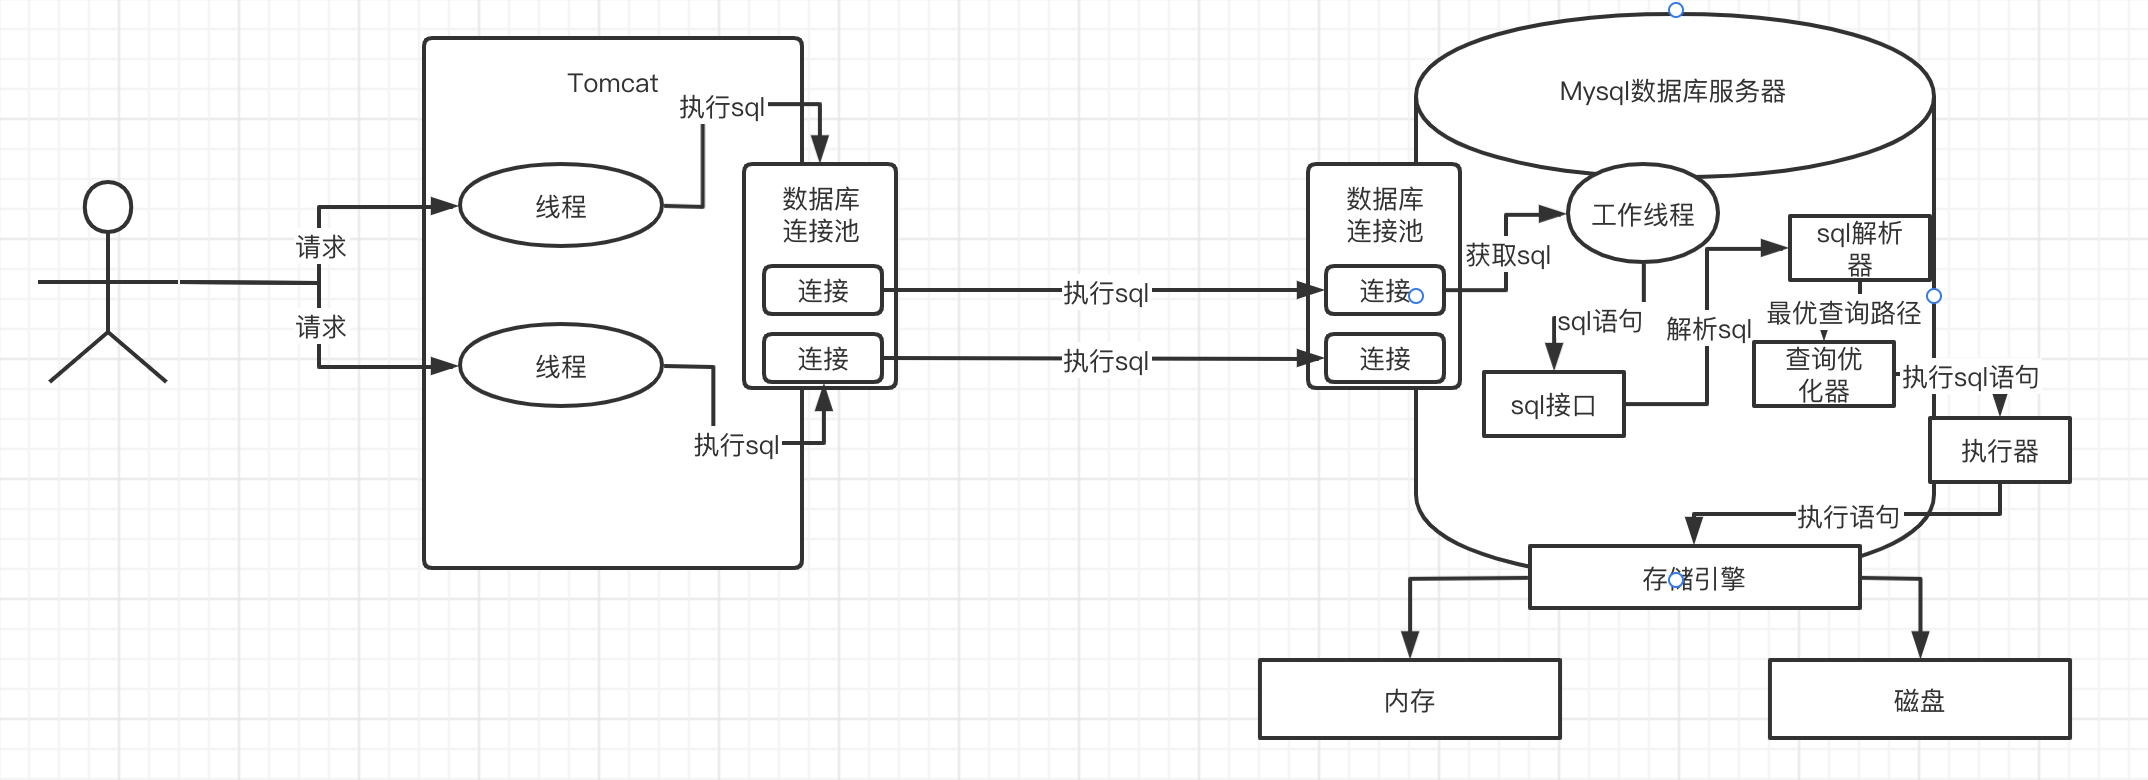 Tomcat
执行sql
线程
请求
请求
线程
执行sql
数据库
连接池
连接
连接
执行sql
执行sql
Mysql数据库服务器
数据库
连接池
连接
连接
获取sql
工作线程
sql语句
sql接口
解析sql
sql解析
器
最优查询路径
查询优
化器
执行sql语句
执行器
执行语句
存储引擎
内存
磁盘